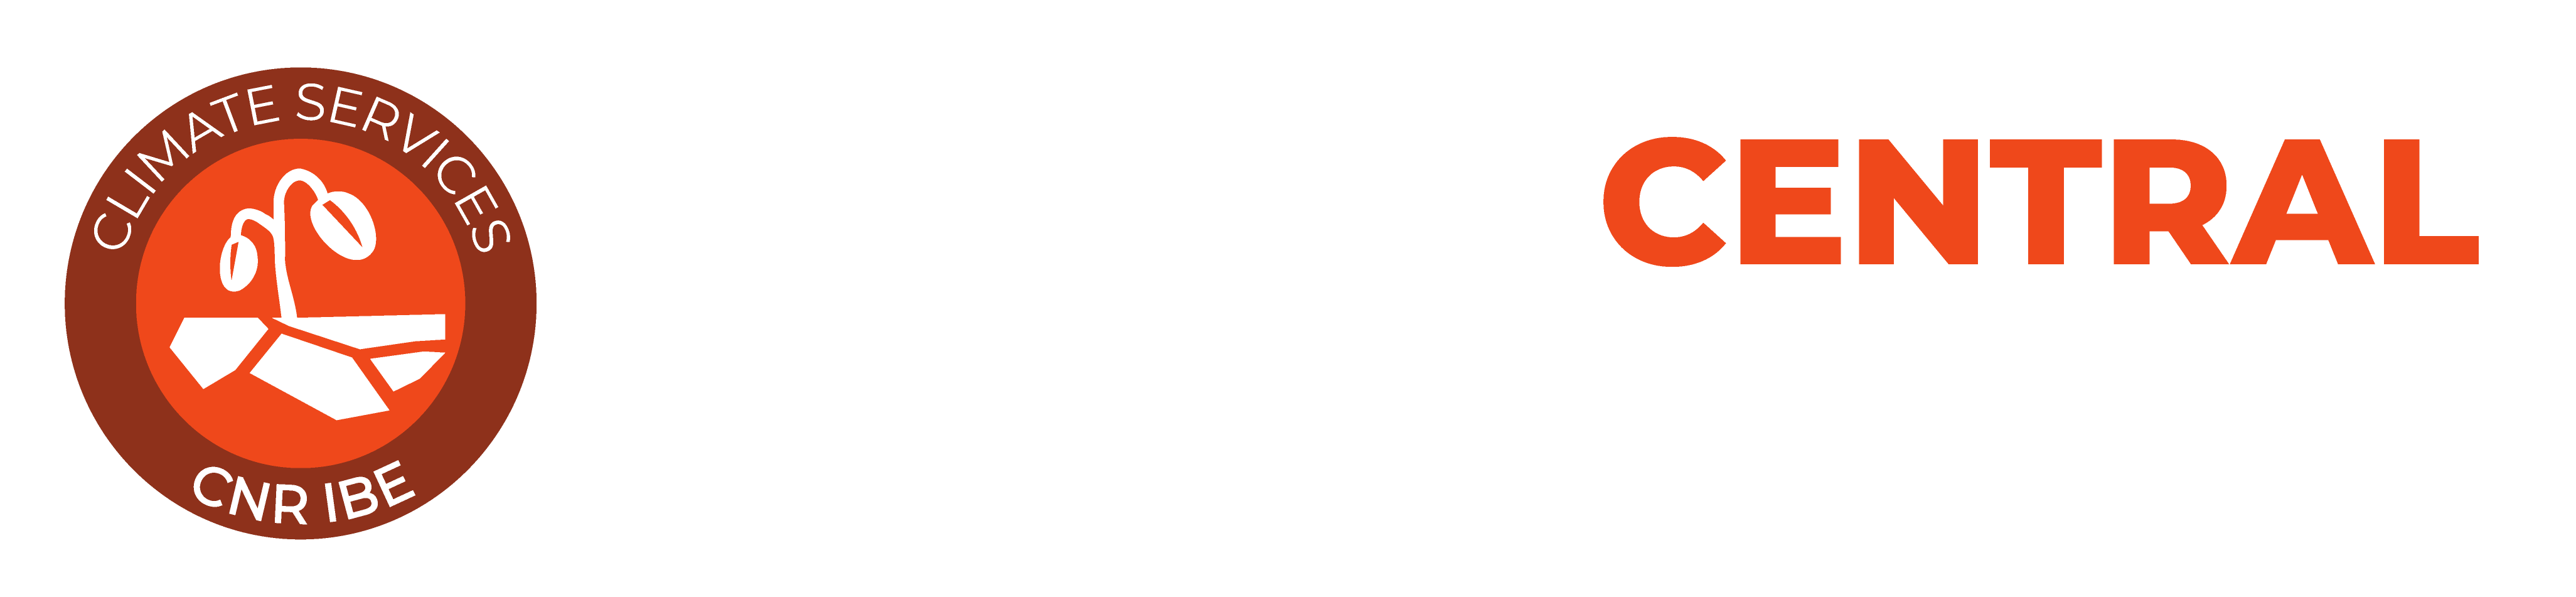 CLIMATE SERVICES
CNR IBE
CENTRAL